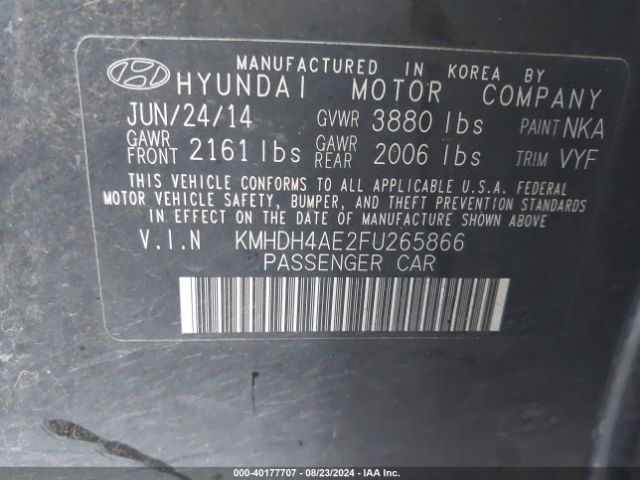 MANUFACTURED IN KOREA BY
HYUNDAI MOTOR COMPANY
JUN/24/14 GVWR 3880 lbs PAINT NKA
GAWR FRONT 2161 lbs GAWR REAR 2006 lbs TRIM VYF
THIS VEHICLE CONFORMS TO ALL APPLICABLE U.S.A. FEDERAL
MOTOR VEHICLE SAFETY, BUMPER, AND THEFT PREVENTION STANDARDS
IN EFFECT ON THE DATE OF MANUFACTURE SHOWN ABOVE
V.I.N KMHDH4AE2FU265866
PASSENGER CAR
000-40177707 - 08/23/2024 - IAA Inc.